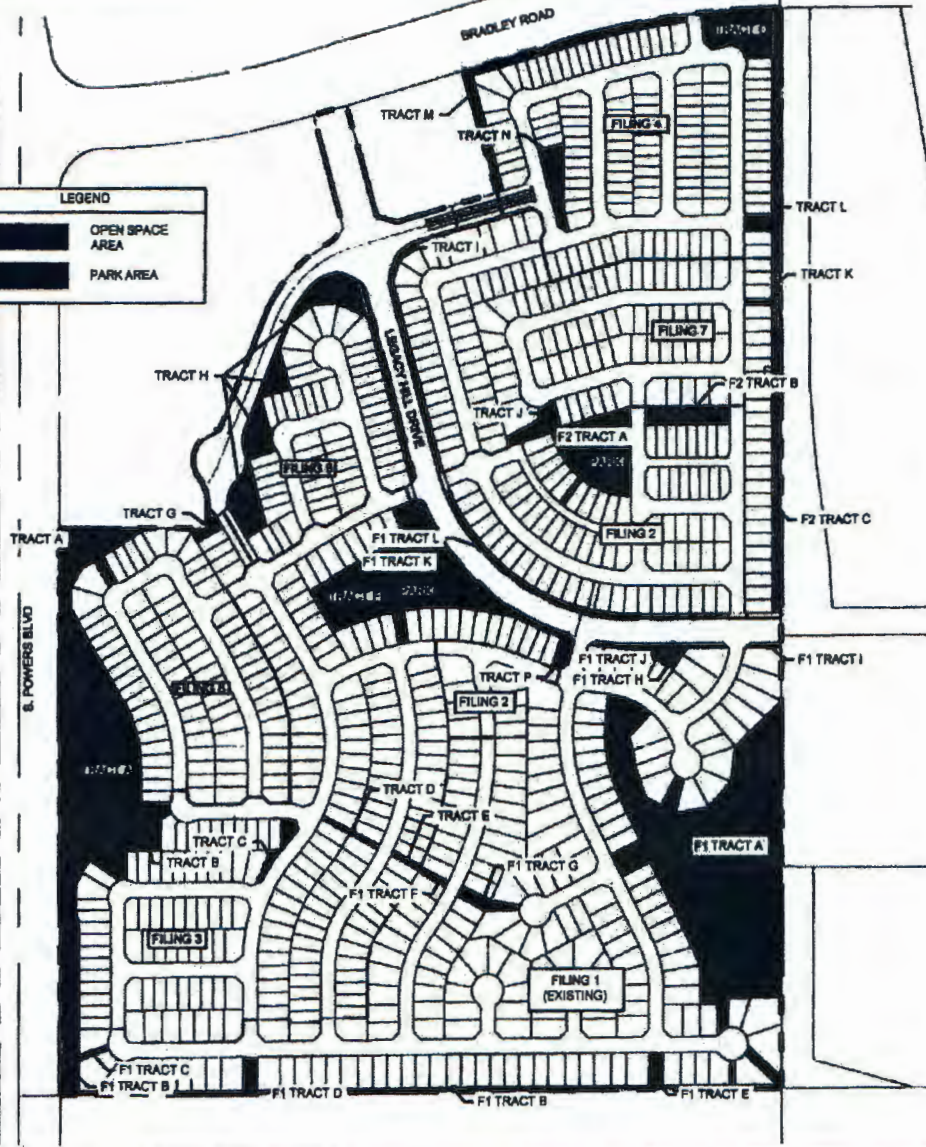 BRADLEY ROAD
TRACT O
TRACT M
TRACT N
FILING 4
LEGEND
OPEN SPACE
AREA
PARK AREA
TRACT L
TRACT I
TRACT K
LEGACY HILL DRIVE
FILING 7
TRACT H
F2 TRACT B
TRACT J
F2 TRACT A
PARK
TRACT G
F2 TRACT C
TRACT A
FILING 2
F1 TRACT L
F1 TRACT K
PARK
S. POWERS BLVD
F1 TRACT J
F1 TRACT I
TRACT P
F1 TRACT H
FILING 2
TRACT A
TRACT D
TRACT E
TRACT C
F1 TRACT A
TRACT B
F1 TRACT G
F1 TRACT F
FILING 3
FILING 1
(EXISTING)
F1 TRACT C
F1 TRACT B
F1 TRACT D
F1 TRACT B
F1 TRACT E